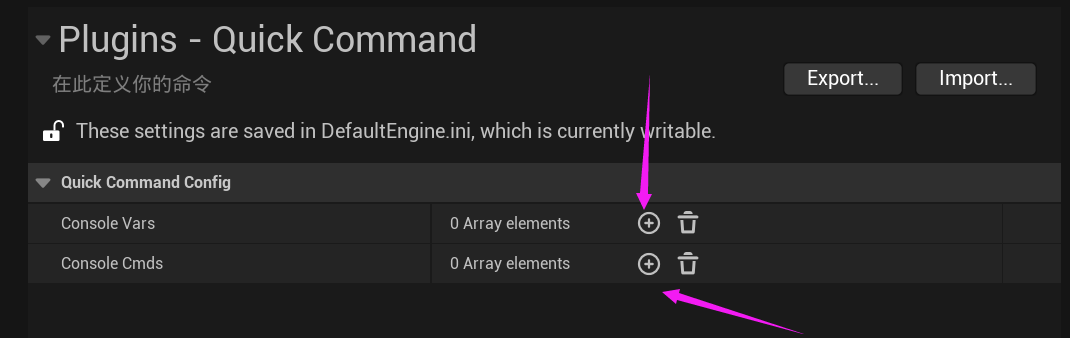 Plugins - Quick Command
在此定义你的命令
Export...
Import...
These settings are saved in DefaultEngine.ini, which is currently writable.
Quick Command Config
Console Vars
0 Array elements
Console Cmds
0 Array elements